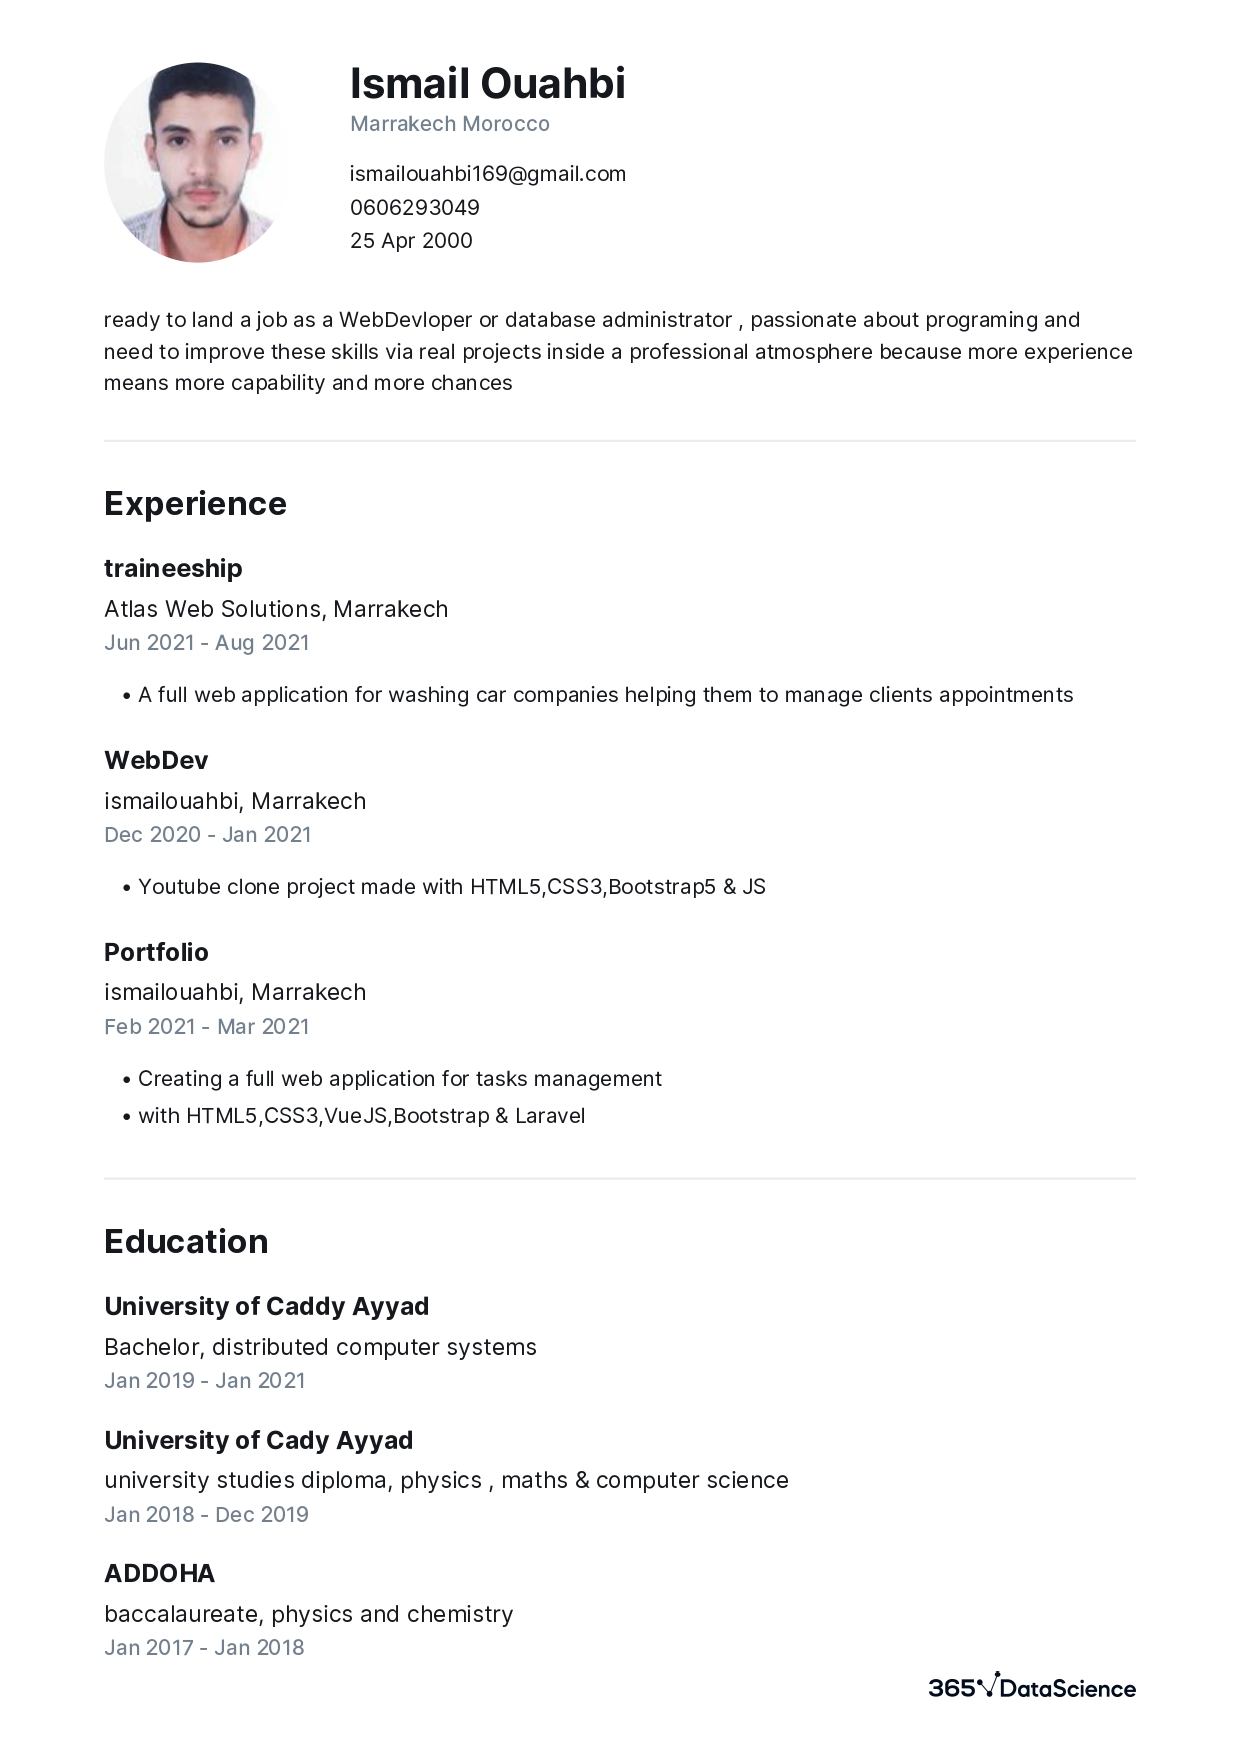 Ismail Ouahbi
Marrakech Morocco
ismailouahbi169@gmail.com
0606293049
25 Apr 2000
ready to land a job as a WebDevloper or database administrator , passionate about programing and
need to improve these skills via real projects inside a professional atmosphere because more experience
means more capability and more chances
Experience
traineeship
Atlas Web Solutions, Marrakech
Jun 2021 - Aug 2021
• A full web application for washing car companies helping them to manage clients appointments
WebDev
ismailouahbi, Marrakech
Dec 2020 - Jan 2021
• Youtube clone project made with HTML5,CSS3,Bootstrap5 & JS
Portfolio
ismailouahbi, Marrakech
Feb 2021 - Mar 2021
• Creating a full web application for tasks management
• with HTML5,CSS3,VueJS,Bootstrap & Laravel
Education
University of Caddy Ayyad
Bachelor, distributed computer systems
Jan 2019 - Jan 2021
University of Cady Ayyad
university studies diploma, physics , maths & computer science
Jan 2018 - Dec 2019
ADDOHA
baccalaureate, physics and chemistry
Jan 2017 - Jan 2018
365 DataScience